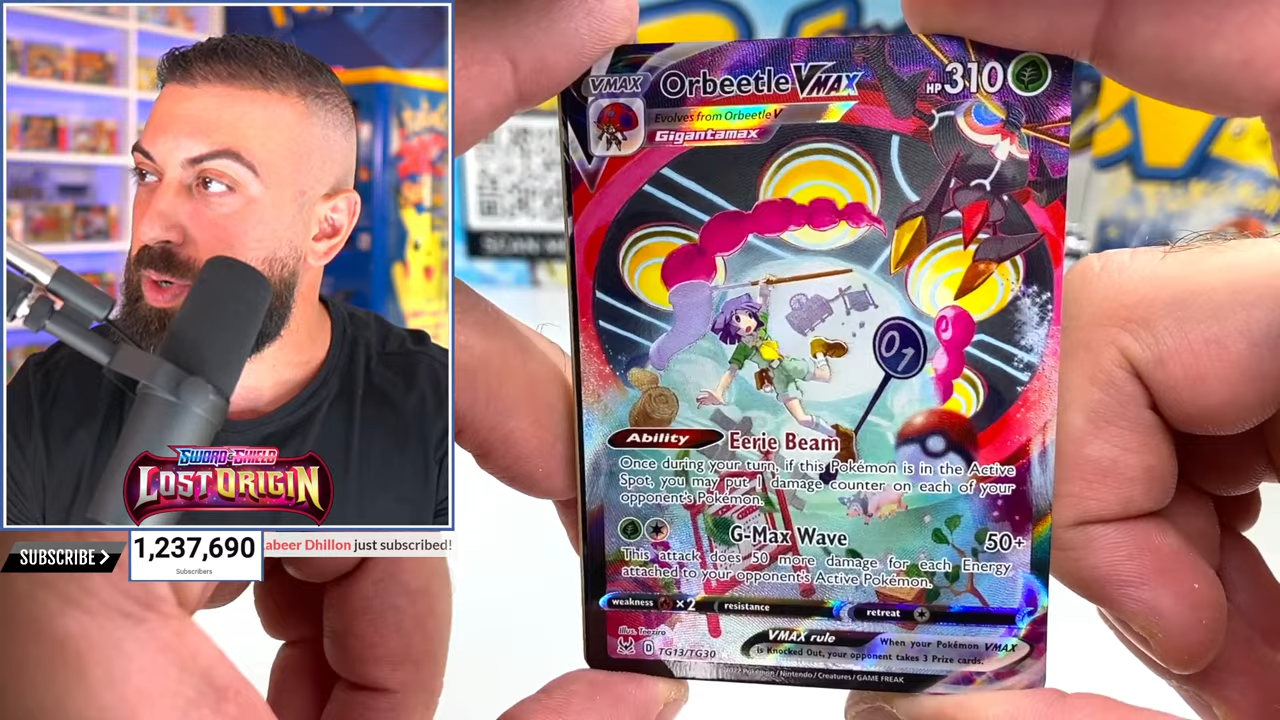 VMAX Orbeetle VMAX HP 310
Evolves from Orbeetle V
Gigantamax
01
Ability Eerie Beam
Once during your turn, if this Pokémon is in the Active
Spot, you may put 1 damage counter on each of your
opponent's Pokémon.
G-Max Wave 50+
This attack does 50 more damage for each Energy
attached to your opponent's Active Pokémon.
weakness ×2 resistance retreat
VMAX rule When your Pokémon VMAX
is Knocked Out, your opponent takes 3 Prize cards.
Illus. Teeziro
D TG13/TG30
©2022 Pokémon / Nintendo / Creatures / GAME FREAK
SCAN
SWORD & SHIELD
LOST ORIGIN
SUBSCRIBE >
1,237,690
Subscribers
abeer Dhillon just subscribed!